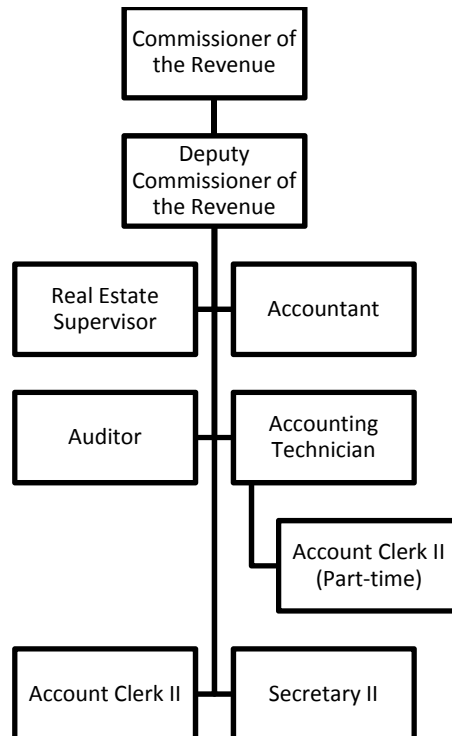 Commissioner of
the Revenue
Deputy
Commissioner of
the Revenue
Real Estate
Supervisor
Accountant
Auditor
Accounting
Technician
Account Clerk II
(Part-time)
Account Clerk II
Secretary II